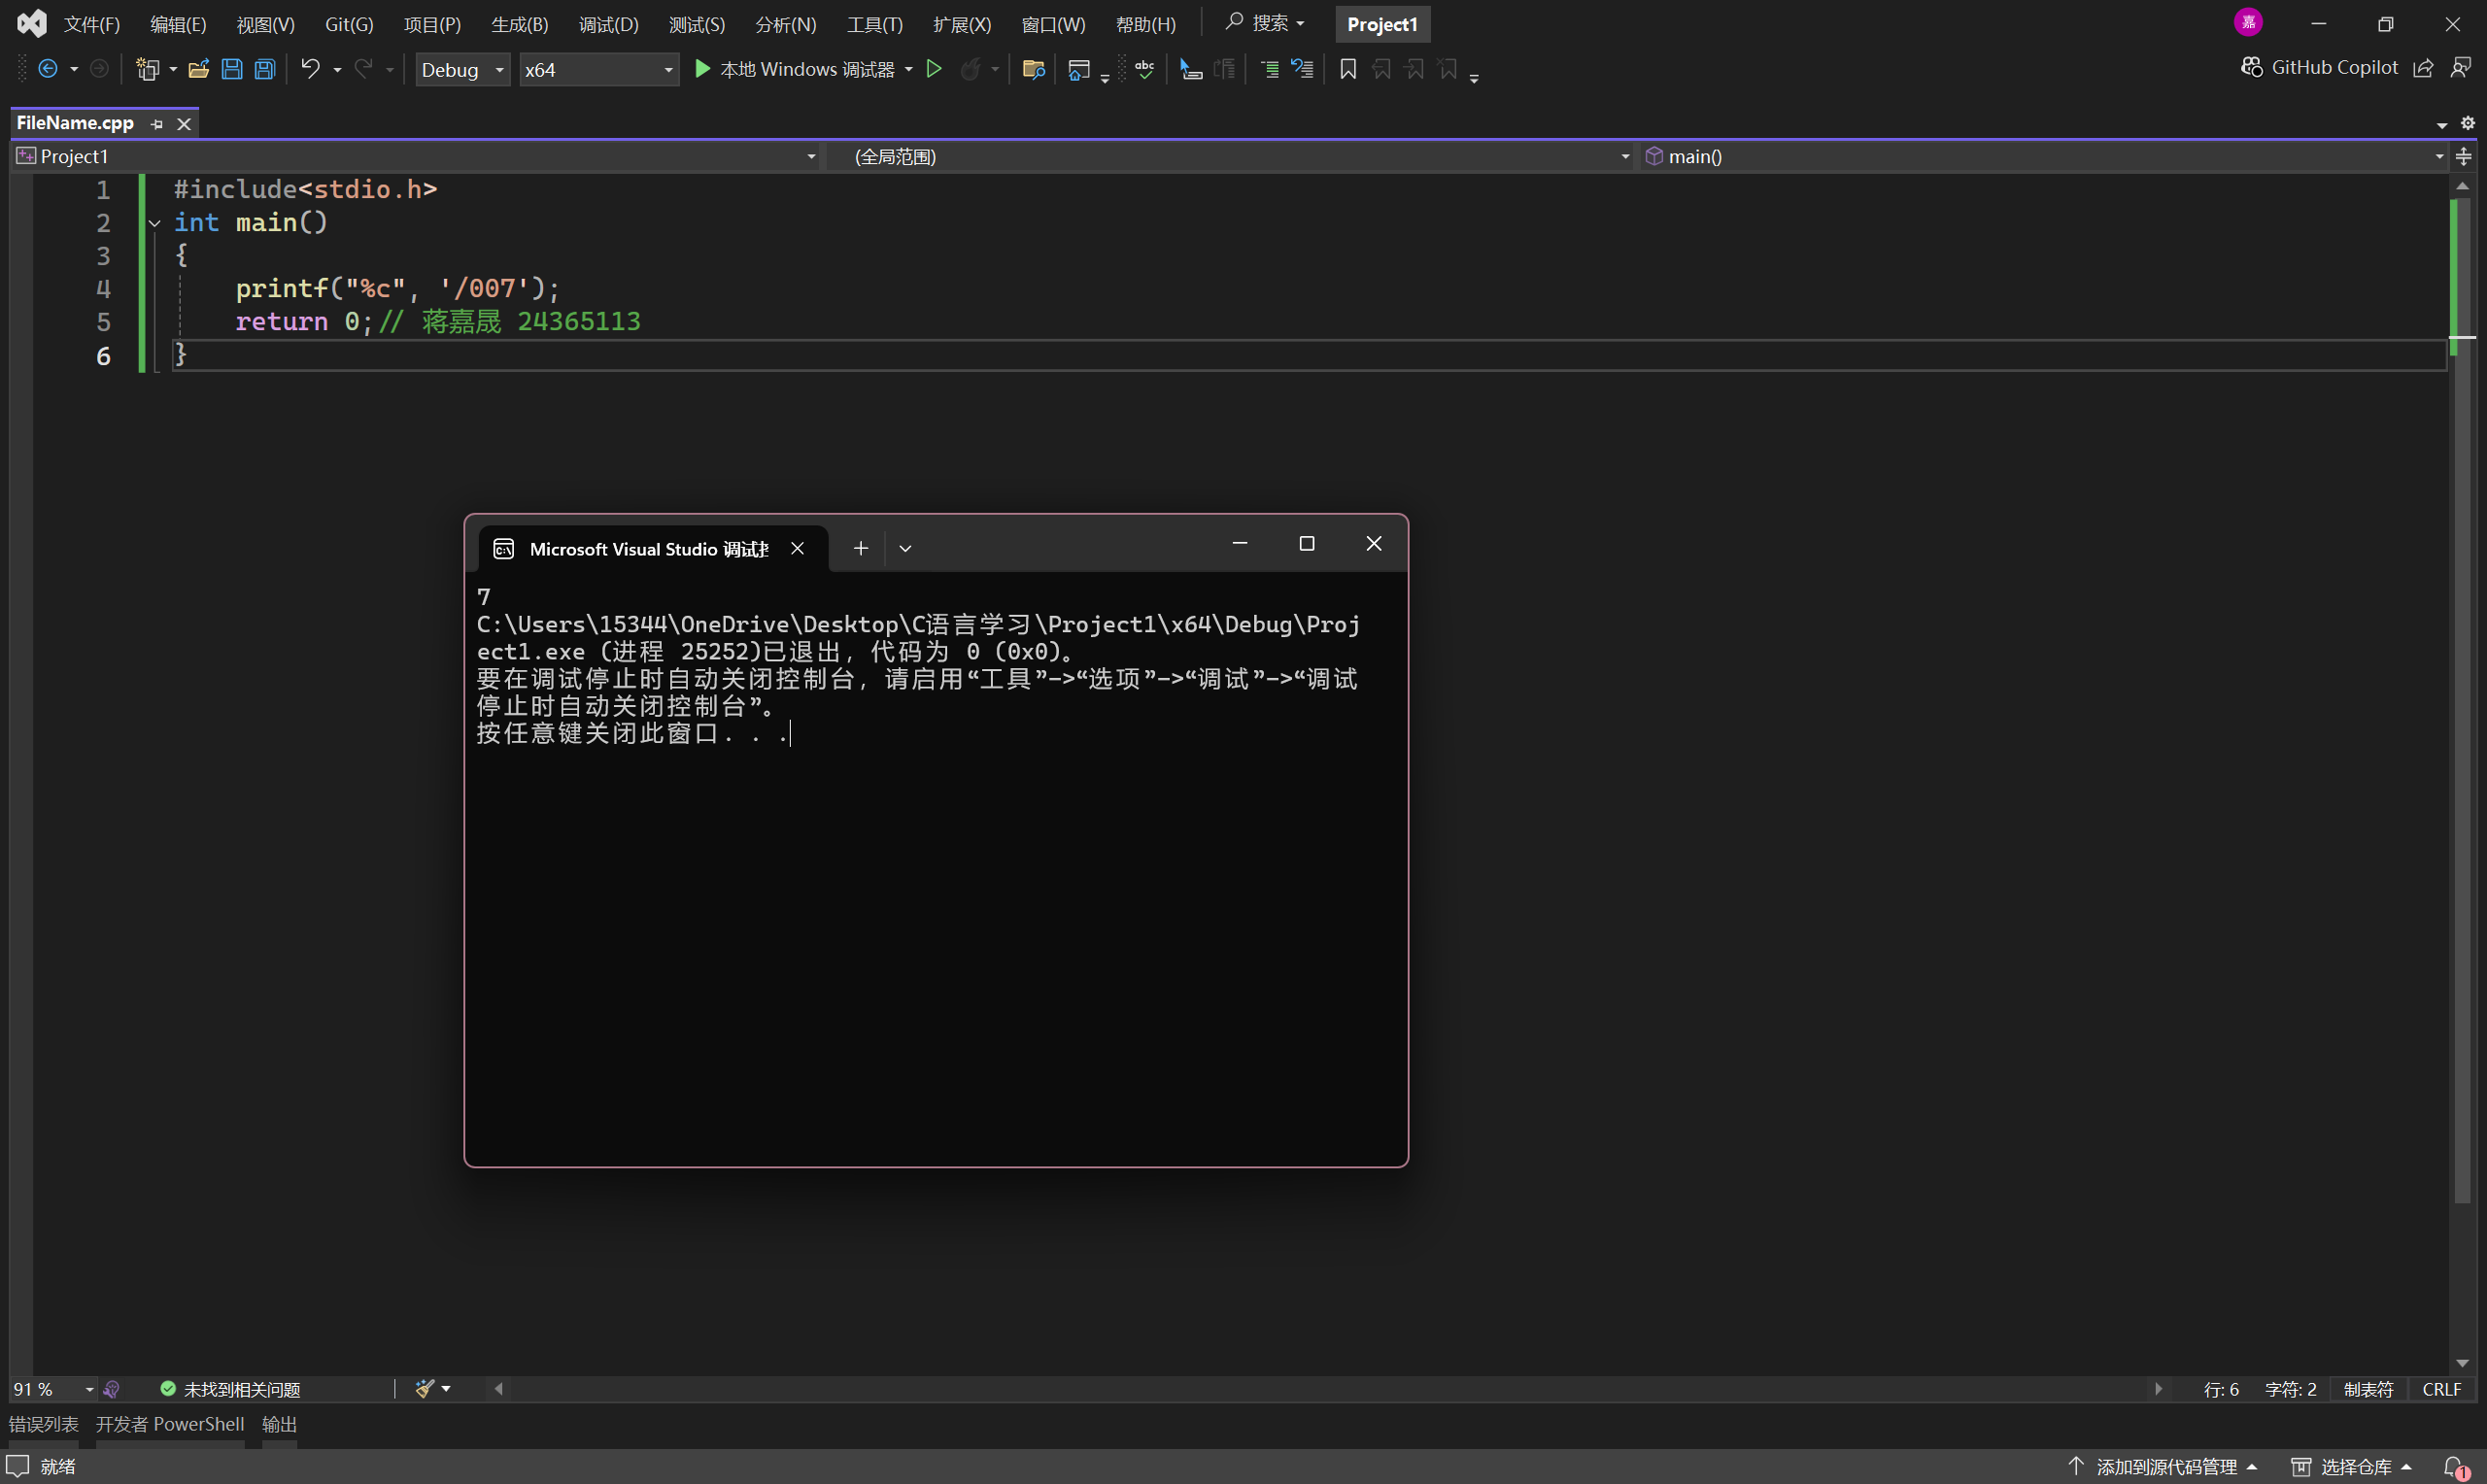 文件(F) 编辑(E) 视图(V) Git(G) 项目(P) 生成(B) 调试(D) 测试(S) 分析(N) 工具(T) 扩展(X) 窗口(W) 帮助(H) 搜索 Project1 嘉
Debug x64 本地 Windows 调试器 abc GitHub Copilot
FileName.cpp
Project1 (全局范围) main()
1 #include<stdio.h>
2 int main()
3 {
4 printf("%c", '/007');
5 return 0;// 蒋嘉晟 24365113
6 }
Microsoft Visual Studio 调试
7
C:\Users\15344\OneDrive\Desktop\C语言学习\Project1\x64\Debug\Proj
ect1.exe (进程 25252)已退出，代码为 0 (0x0)。
要在调试停止时自动关闭控制台，请启用“工具”->“选项”->“调试”->“调试
停止时自动关闭控制台”。
按任意键关闭此窗口. . .
91 % 未找到相关问题 行: 6 字符: 2 制表符 CRLF
错误列表 开发者 PowerShell 输出
就绪 添加到源代码管理 选择仓库 1